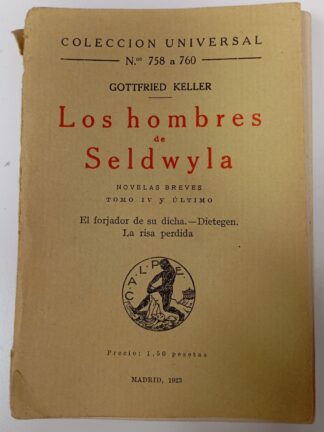 COLECCION UNIVERSAL
N.os 758 a 760
GOTTFRIED KELLER
Los hombres
de
Seldwyla
NOVELAS BREVES
TOMO IV Y ÚLTIMO
El forjador de su dicha.—Dietegen.
La risa perdida
CALPE
Precio: 1,50 pesetas
MADRID, 1923